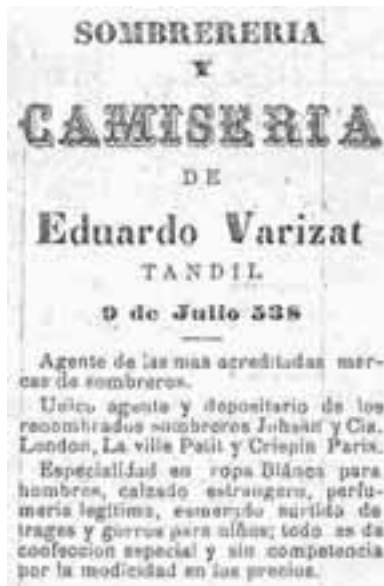 SOMBRERERIA
Y
CAMISERIA
DE
Eduardo Varizat
TANDIL
9 de Julio 538
Agente de las mas acreditadas mar-
cas de sombreros.
Unico agente y depositario de los
renombrados sombreros y Cia.
London, La ville Petit y Crispin Paris.
Especialidad en ropa Blanca para
hombres, calzado estrangero, perfu-
meria legitima, esmerado surtido de
trages y gorros para niños; todo es de
confeccion especial y sin competencia
por la modicidad en los precios.